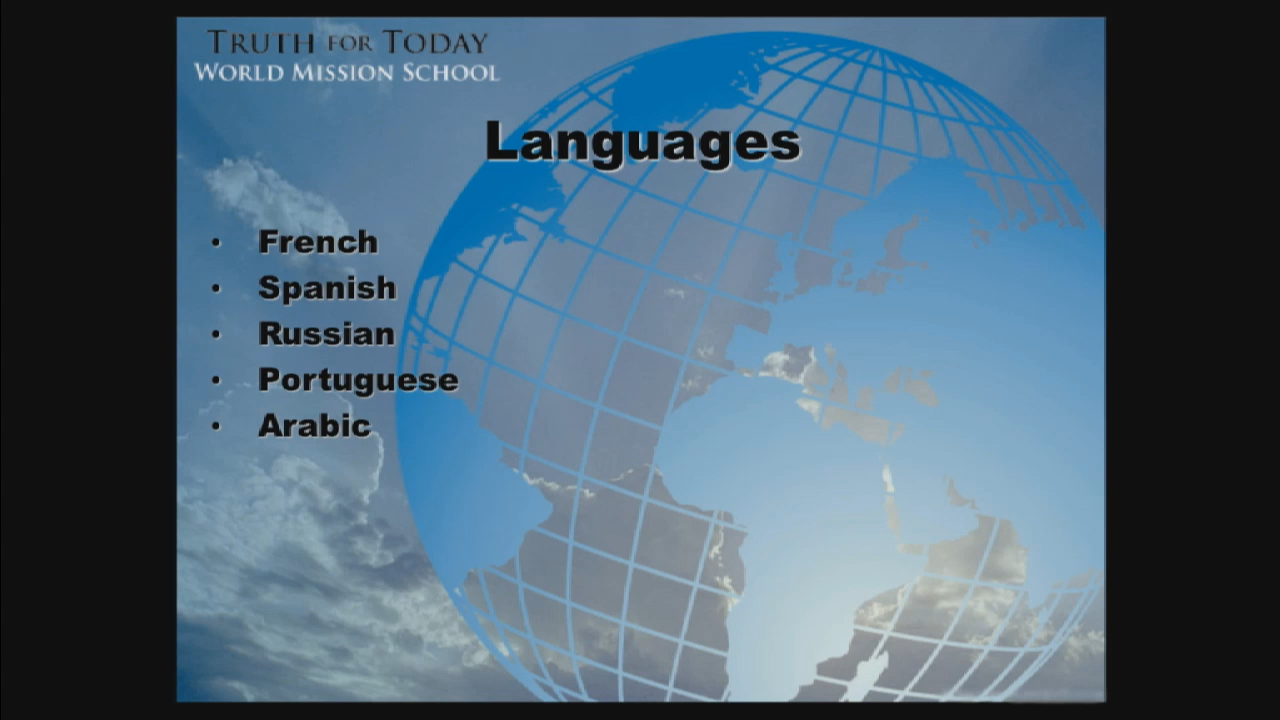 TRUTH FOR TODAY
WORLD MISSION SCHOOL
Languages
• French
• Spanish
• Russian
• Portuguese
• Arabic